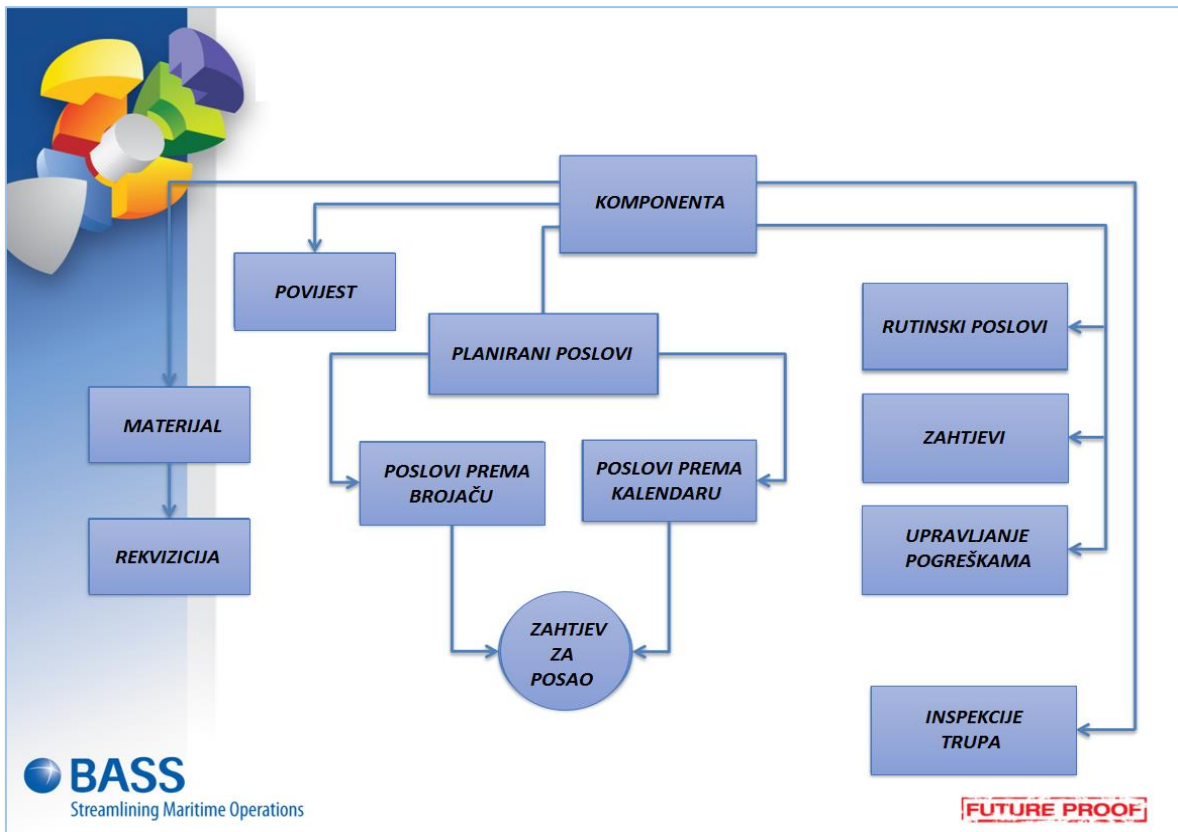 KOMPONENTA
POVIJEST
PLANIRANI POSLOVI
RUTINSKI POSLOVI
MATERIJAL
ZAHTJEVI
POSLOVI PREMA
BROJAČU
POSLOVI PREMA
KALENDARU
REKVIZICIJA
UPRAVLJANJE
POGREŠKAMA
ZAHTJEV
ZA
POSAO
INSPEKCIJE
TRUPA
BASS
Streamlining Maritime Operations
FUTURE PROOF